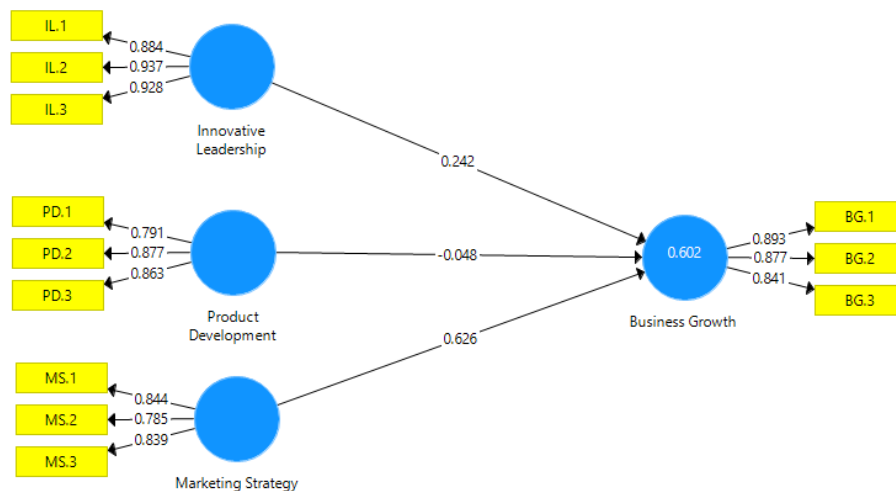 IL.1
0.884
IL.2
0.937
IL.3
0.928
Innovative
Leadership
0.242
PD.1
0.791
PD.2
0.877
PD.3
0.863
Product
Development
-0.048
MS.1
0.844
MS.2
0.785
MS.3
0.839
Marketing Strategy
0.626
0.602
Business Growth
BG.1
0.893
BG.2
0.877
BG.3
0.841